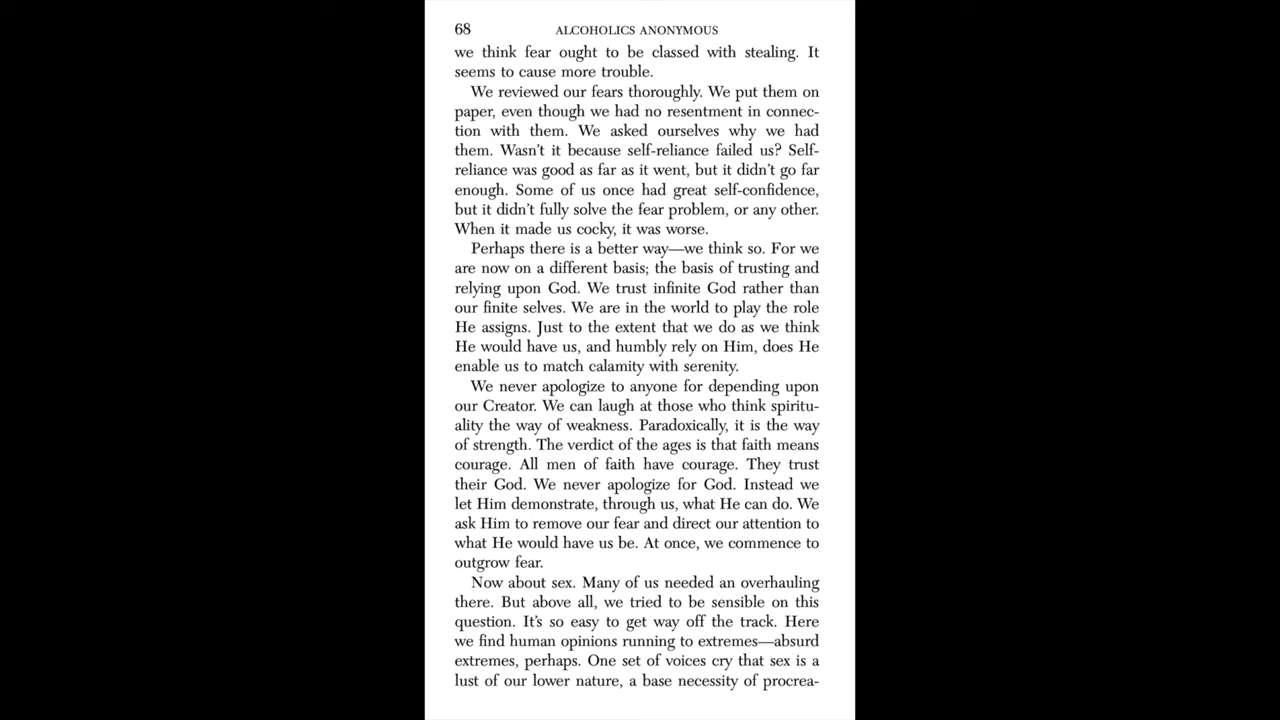 68 ALCOHOLICS ANONYMOUS
we think fear ought to be classed with stealing. It
seems to cause more trouble.
We reviewed our fears thoroughly. We put them on
paper, even though we had no resentment in connec-
tion with them. We asked ourselves why we had
them. Wasn't it because self-reliance failed us? Self-
reliance was good as far as it went, but it didn't go far
enough. Some of us once had great self-confidence,
but it didn't fully solve the fear problem, or any other.
When it made us cocky, it was worse.
Perhaps there is a better way—we think so. For we
are now on a different basis; the basis of trusting and
relying upon God. We trust infinite God rather than
our finite selves. We are in the world to play the role
He assigns. Just to the extent that we do as we think
He would have us, and humbly rely on Him, does He
enable us to match calamity with serenity.
We never apologize to anyone for depending upon
our Creator. We can laugh at those who think spiritu-
ality the way of weakness. Paradoxically, it is the way
of strength. The verdict of the ages is that faith means
courage. All men of faith have courage. They trust
their God. We never apologize for God. Instead we
let Him demonstrate, through us, what He can do. We
ask Him to remove our fear and direct our attention to
what He would have us be. At once, we commence to
outgrow fear.
Now about sex. Many of us needed an overhauling
there. But above all, we tried to be sensible on this
question. It's so easy to get way off the track. Here
we find human opinions running to extremes—absurd
extremes, perhaps. One set of voices cry that sex is a
lust of our lower nature, a base necessity of procrea-